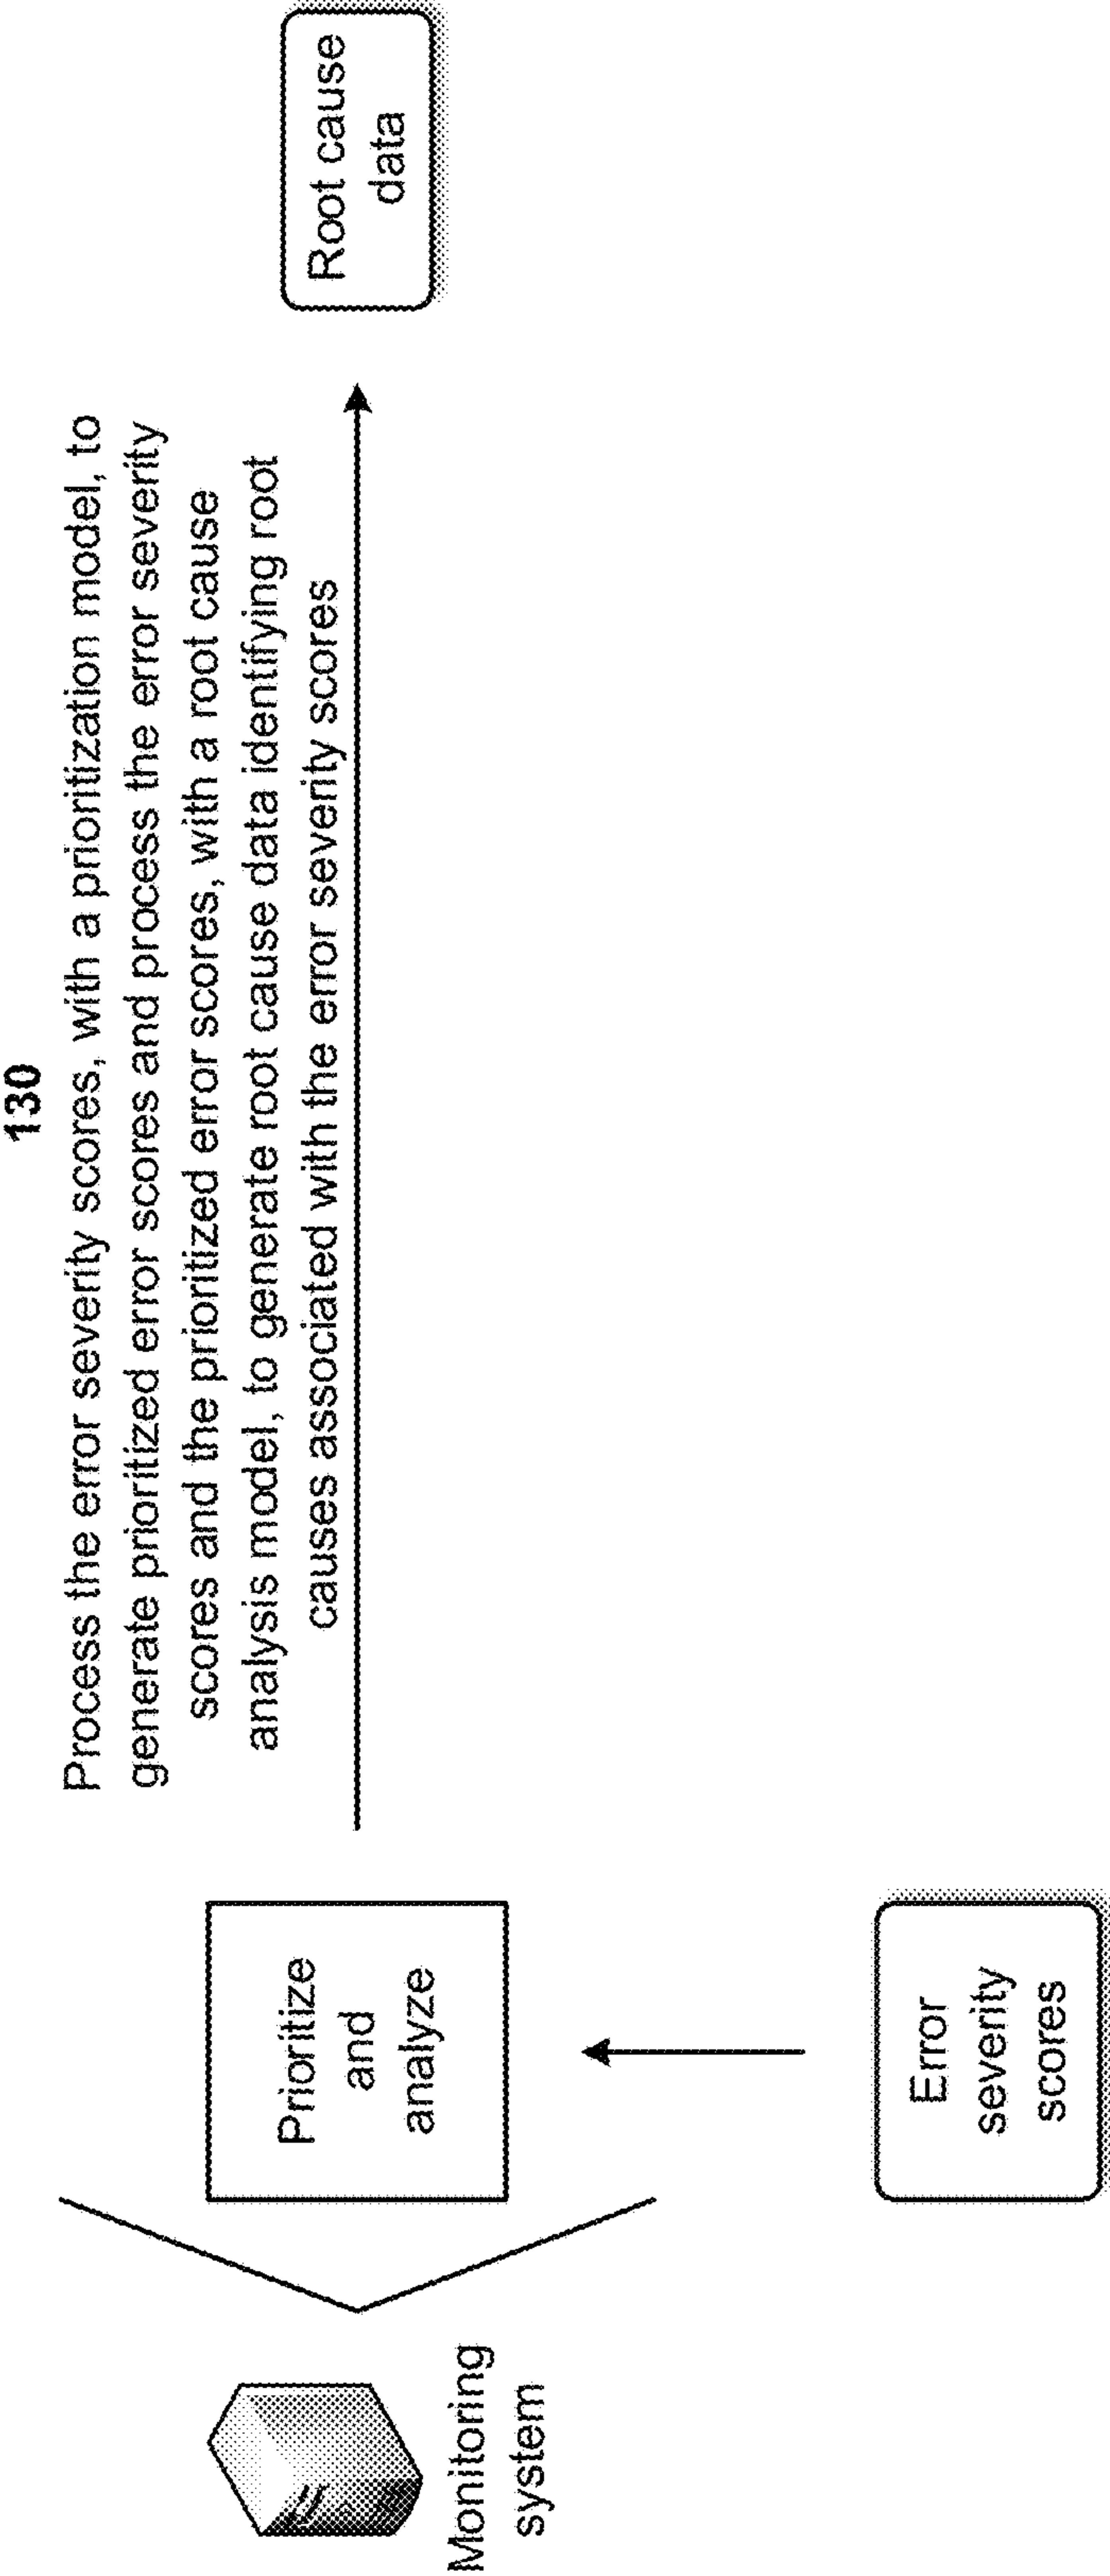 130
Process the error severity scores, with a prioritization model, to
generate prioritized error scores and process the error severity
scores and the prioritized error scores, with a root cause
analysis model, to generate root cause data identifying root
causes associated with the error severity scores
Monitoring
system
Prioritize
and
analyze
Root cause
data
Error
severity
scores